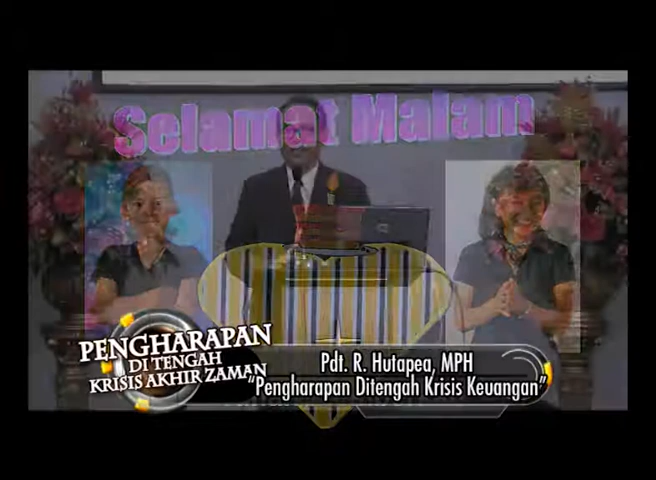 Selamat Malam
PENGHARAPAN
DI TENGAH
KRISIS AKHIR ZAMAN
Pdt. R. Hutapea, MPH
"Pengharapan Ditengah Krisis Keuangan"